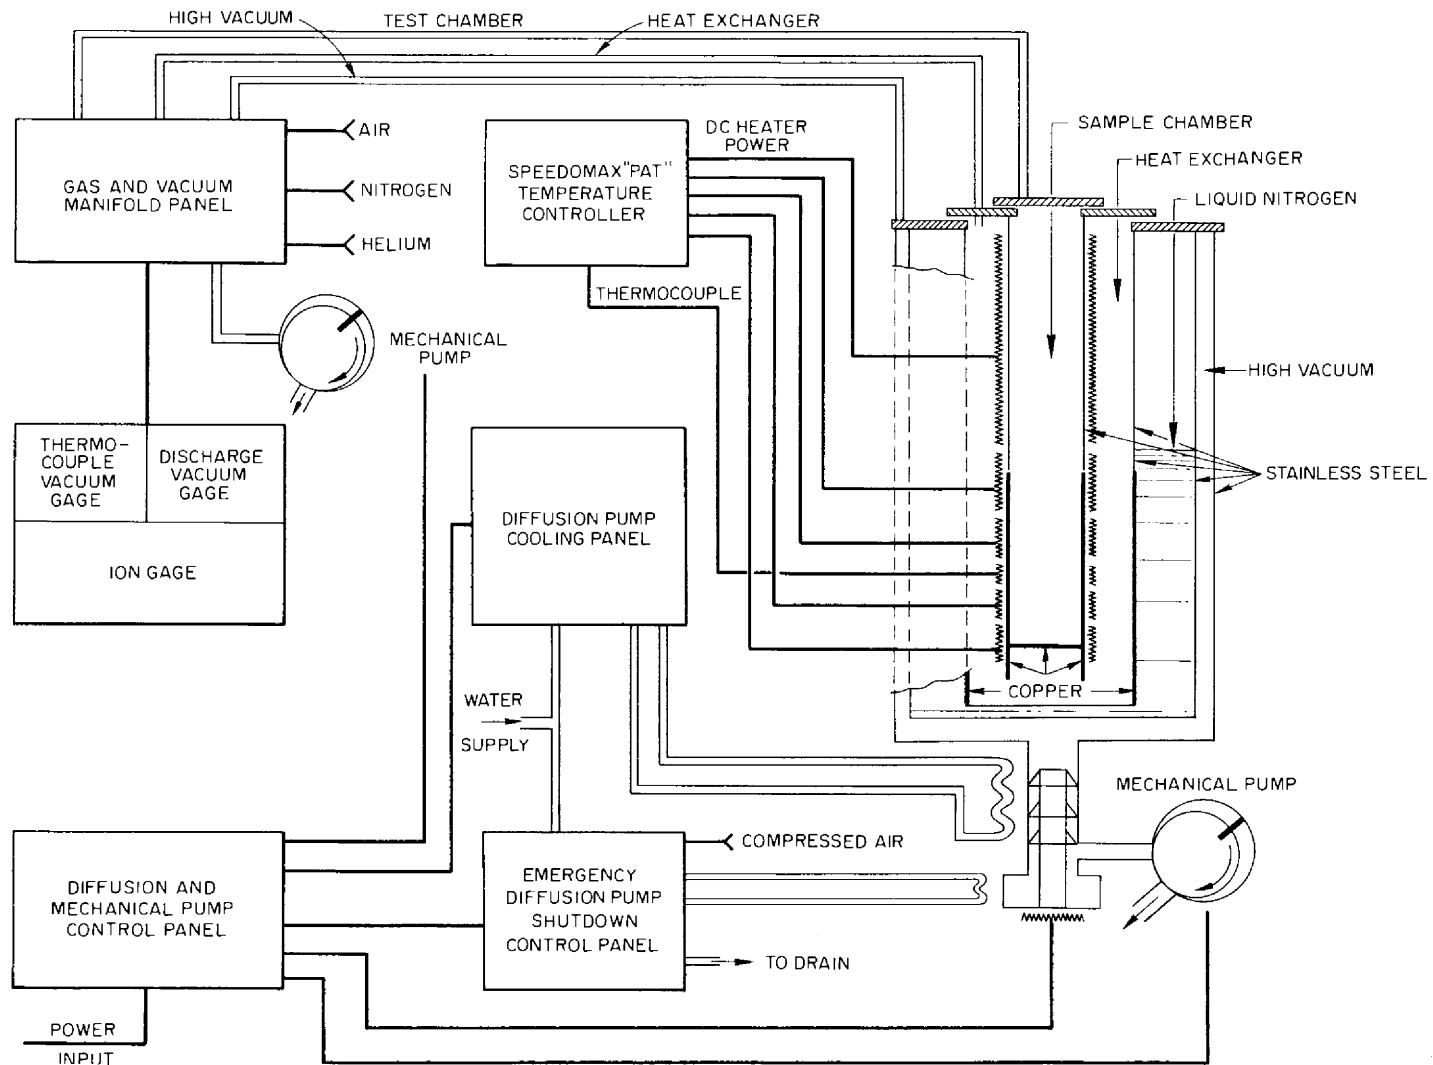 HIGH VACUUM
TEST CHAMBER
HEAT EXCHANGER
GAS AND VACUUM
MANIFOLD PANEL
AIR
NITROGEN
HELIUM
SPEEDOMAX "PAT"
TEMPERATURE
CONTROLLER
DC HEATER
POWER
THERMOCOUPLE
SAMPLE CHAMBER
HEAT EXCHANGER
LIQUID NITROGEN
HIGH VACUUM
STAINLESS STEEL
COPPER
MECHANICAL
PUMP
THERMO-
COUPLE
VACUUM
GAGE
DISCHARGE
VACUUM
GAGE
ION GAGE
DIFFUSION PUMP
COOLING PANEL
WATER
SUPPLY
MECHANICAL PUMP
DIFFUSION AND
MECHANICAL PUMP
CONTROL PANEL
EMERGENCY
DIFFUSION PUMP
SHUTDOWN
CONTROL PANEL
COMPRESSED AIR
TO DRAIN
POWER
INPUT